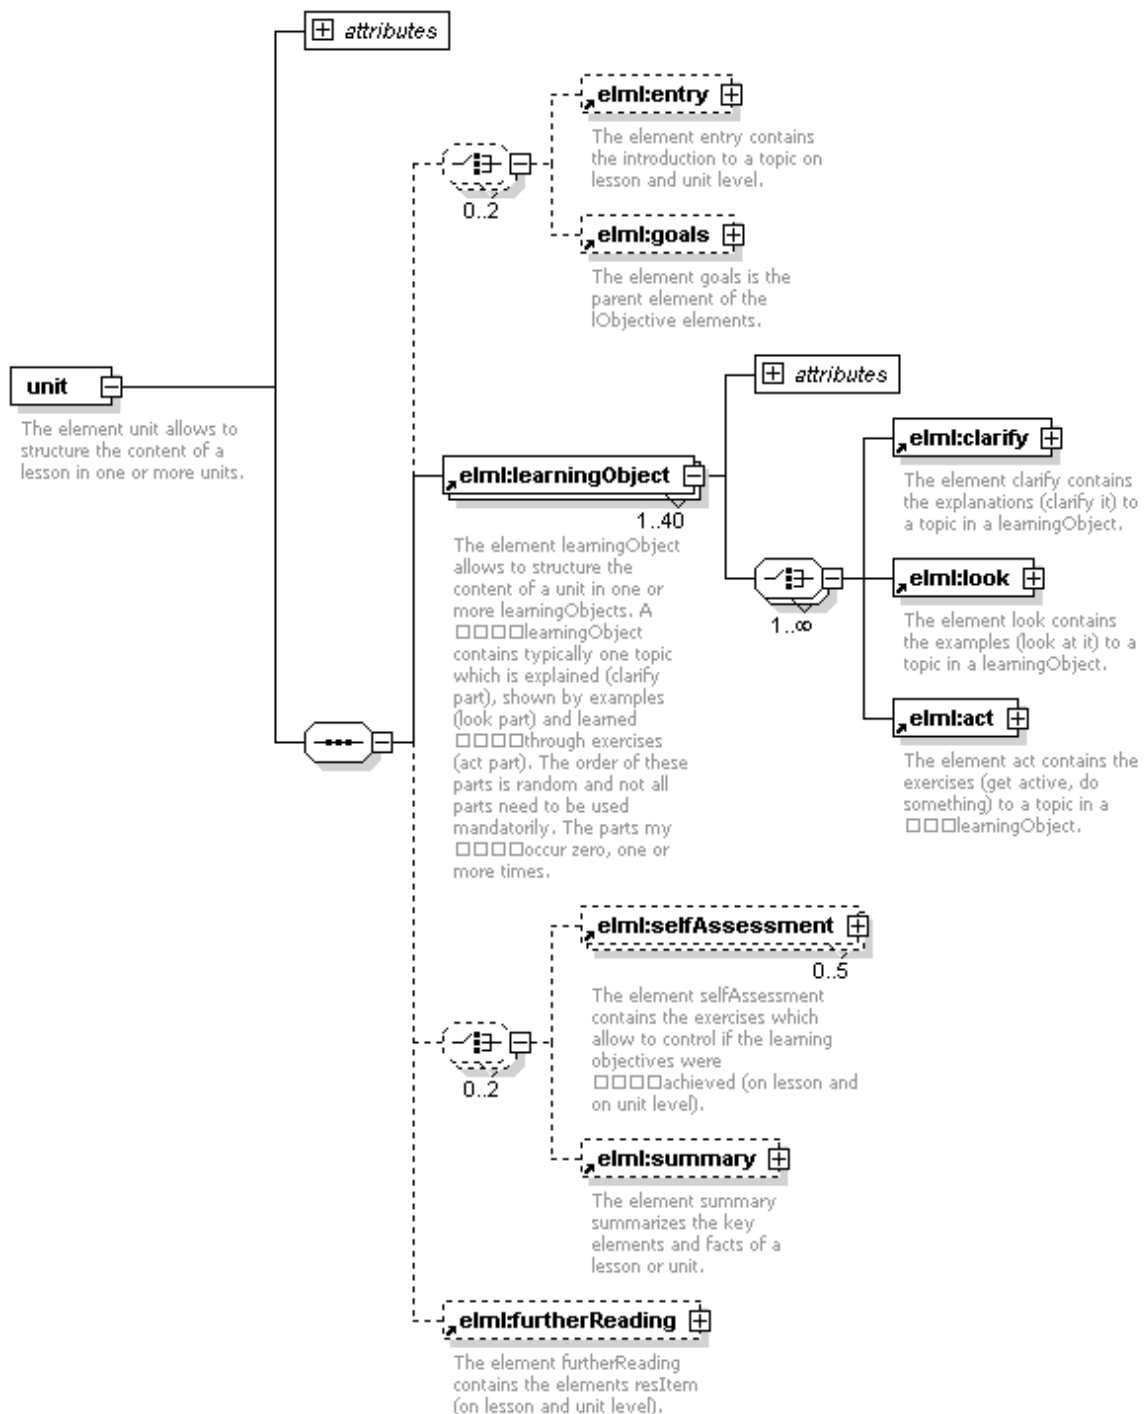 attributes
elml:entry
The element entry contains
the introduction to a topic on
lesson and unit level.
0..2
elml:goals
The element goals is the
parent element of the
lObjective elements.
unit
The element unit allows to
structure the content of a
lesson in one or more units.
attributes
elml:learningObject
1..40
The element learningObject
allows to structure the
content of a unit in one or
more learningObjects. A
□□□□learningObject
contains typically one topic
which is explained (clarify
part), shown by examples
(look part) and learned
□□□□through exercises
(act part). The order of these
parts is random and not all
parts need to be used
mandatorily. The parts my
□□□□occur zero, one or
more times.
1..∞
elml:clarify
The element clarify contains
the explanations (clarify it) to
a topic in a learningObject.
elml:look
The element look contains
the examples (look at it) to a
topic in a learningObject.
elml:act
The element act contains the
exercises (get active, do
something) to a topic in a
□□□learningObject.
elml:selfAssessment
0..5
The element selfAssessment
contains the exercises which
allow to control if the learning
objectives were
□□□□achieved (on lesson and
on unit level).
0..2
elml:summary
The element summary
summarizes the key
elements and facts of a
lesson or unit.
elml:furtherReading
The element furtherReading
contains the elements resItem
(on lesson and unit level).